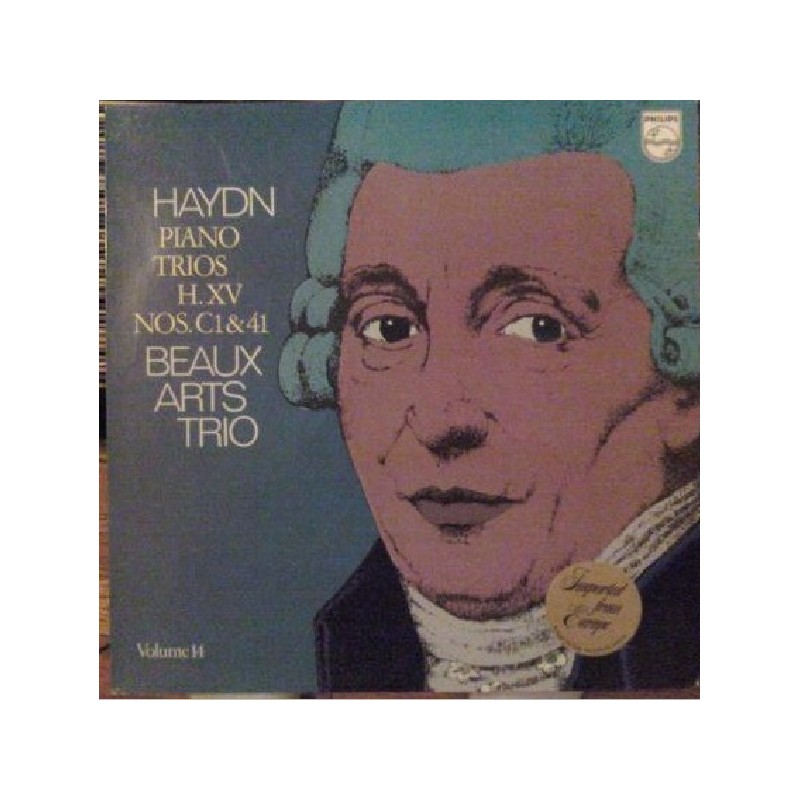 PHILIPS
HAYDN
PIANO
TRIOS
H.XV
NOS. C1 & 41
BEAUX
ARTS
TRIO
Imported
from
Europe
Volume 14